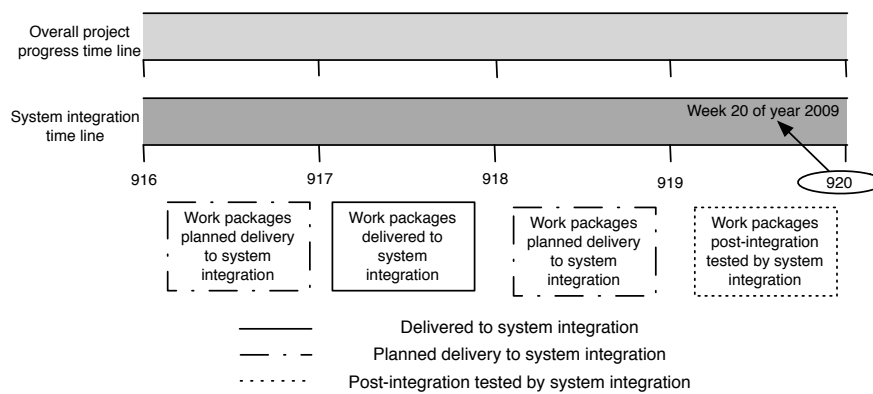 Overall project
progress time line
System integration
time line
Week 20 of year 2009
916
917
918
919
920
Work packages
planned delivery
to system
integration
Work packages
delivered to
system
integration
Work packages
planned delivery
to system
integration
Work packages
post-integration
tested by system
integration
Delivered to system integration
Planned delivery to system integration
Post-integration tested by system integration